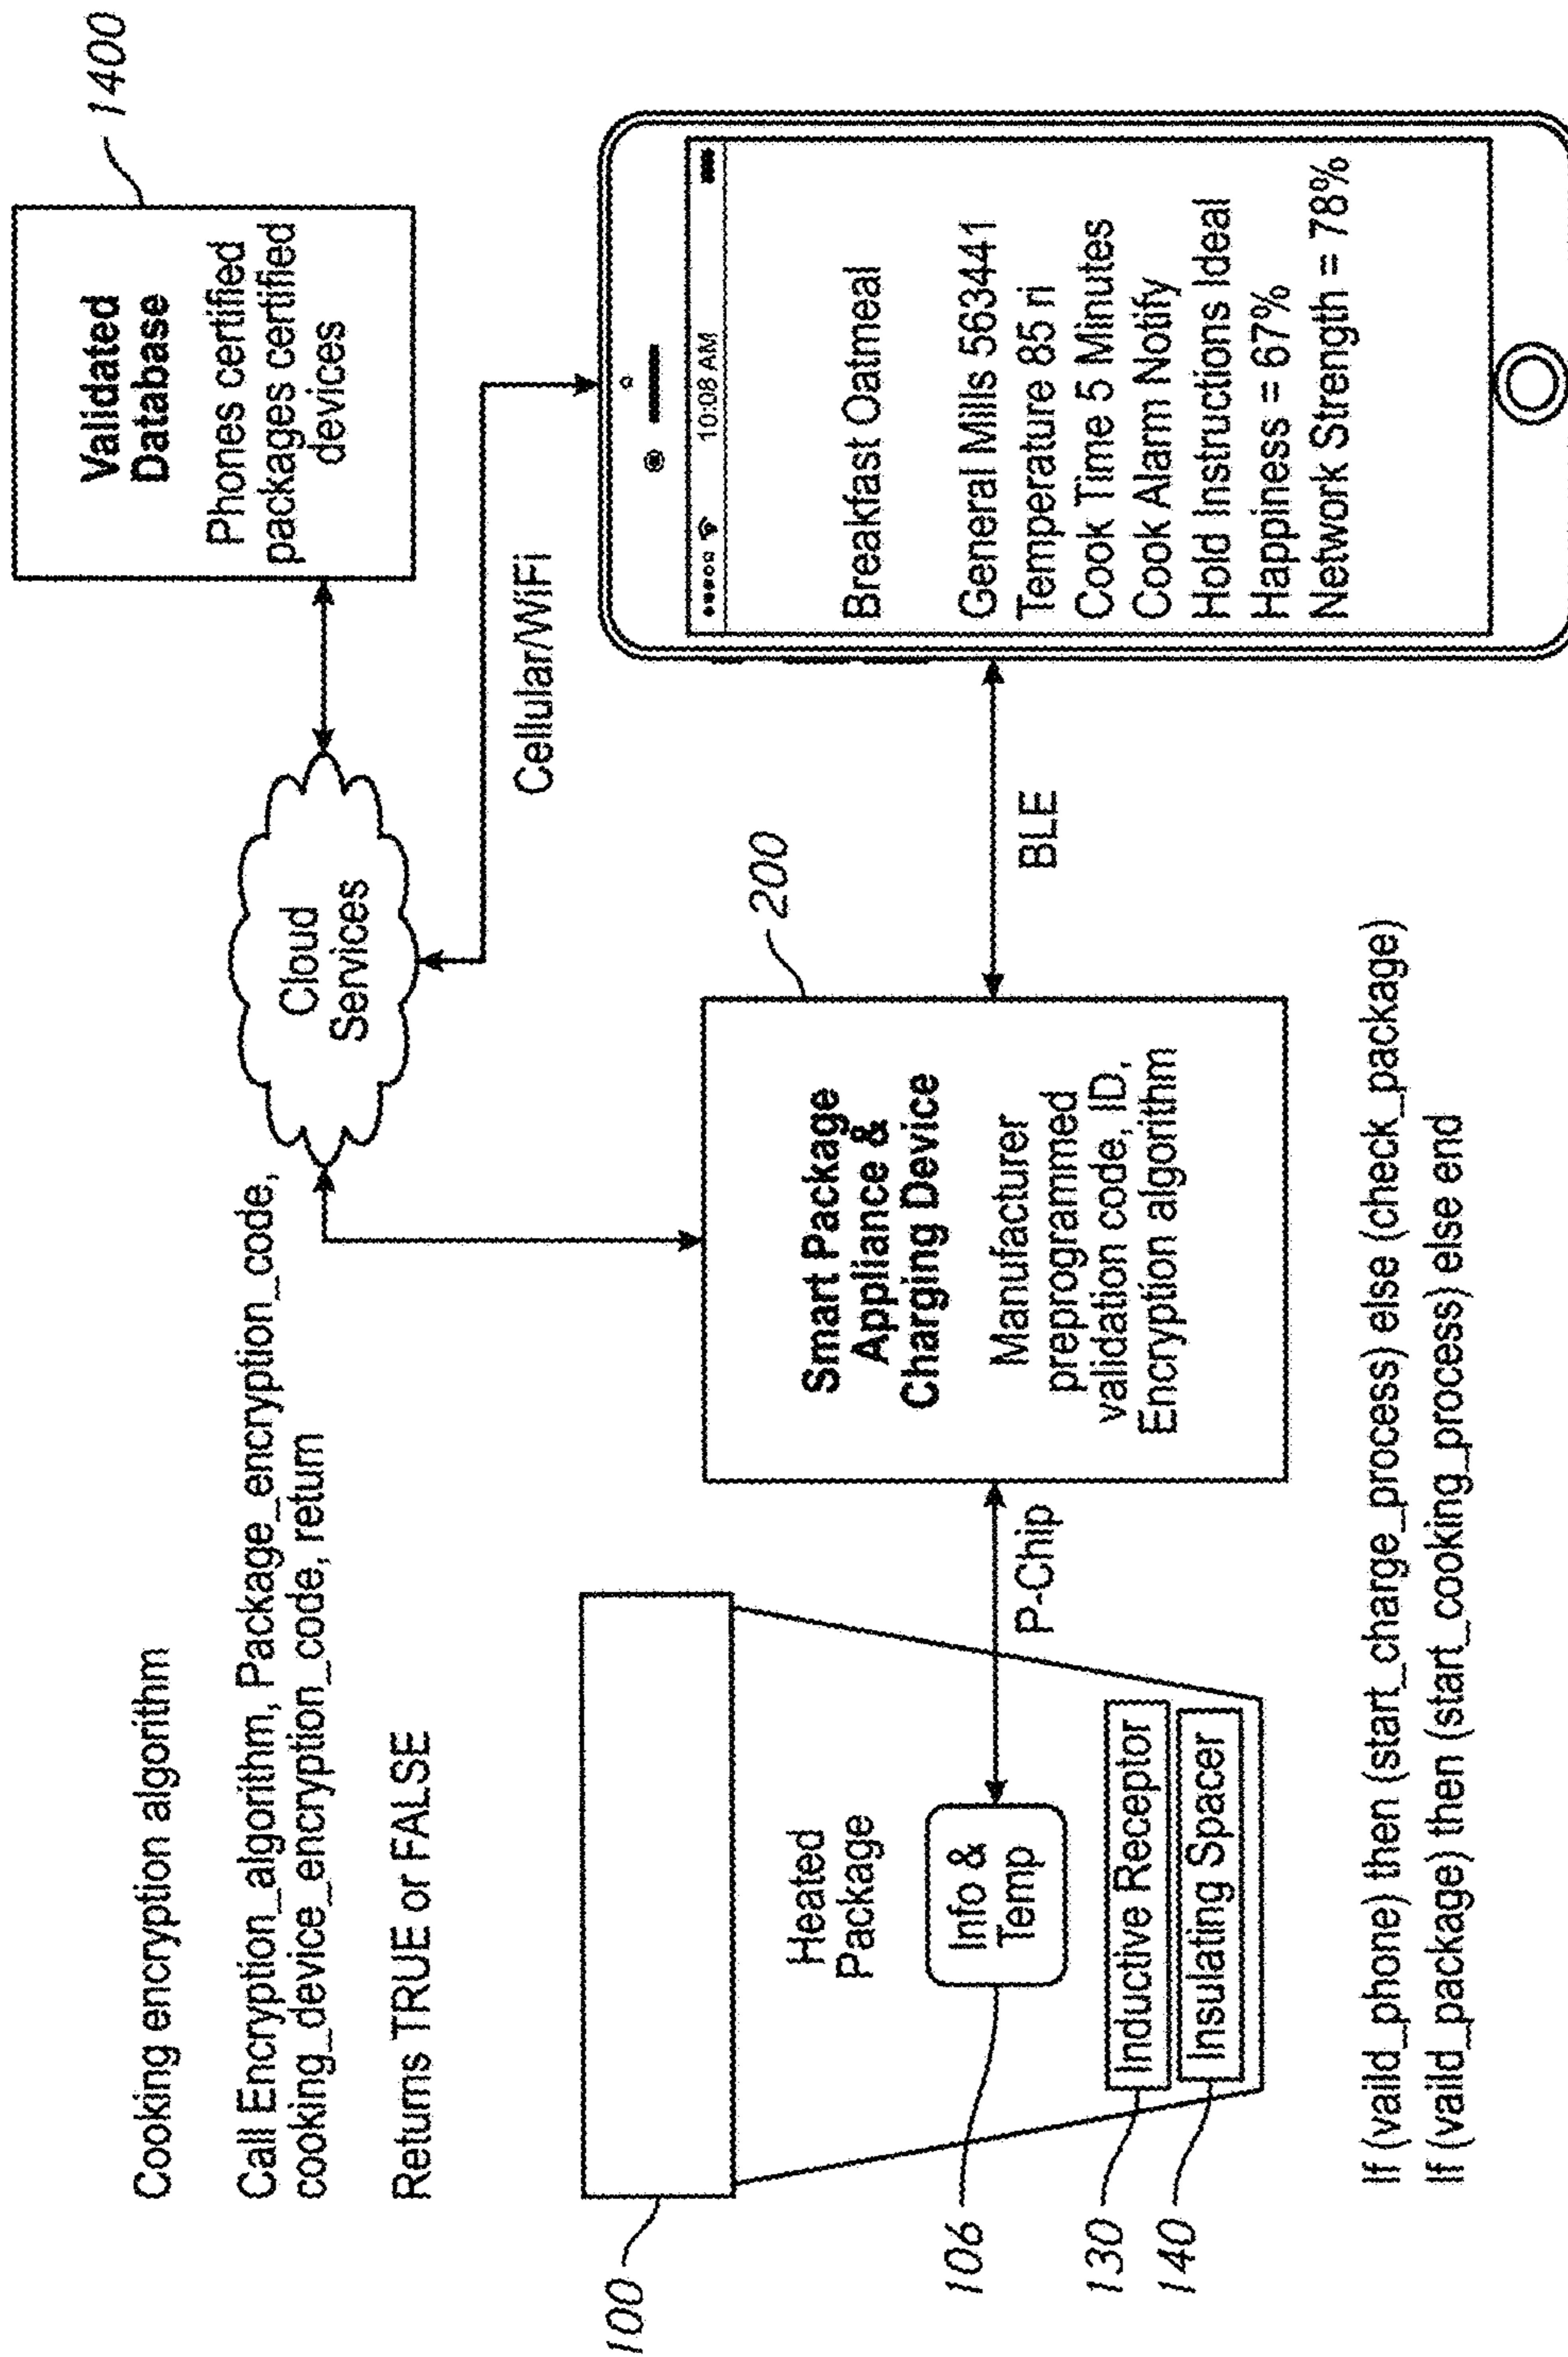 Cooking encryption algorithm
Call Encryption_algorithm, Package_encryption_code,
cooking_device_encryption_code, return
Returns TRUE or FALSE
Cloud
Services
Validated
Database
Phones certified
packages certified
devices
1400
Cellular/WiFi
100
Heated
Package
Info &
Temp
106
Inductive Receptor
130
Insulating Spacer
140
P-Chip
200
Smart Package
Appliance &
Charging Device
Manufacturer
preprogrammed
validation code, ID,
Encryption algorithm
BLE
10:08 AM
Breakfast Oatmeal
General Mills 563441
Temperature 85 ri
Cook Time 5 Minutes
Cook Alarm Notify
Hold Instructions Ideal
Happiness = 67%
Network Strength = 78%
If (vaild_phone) then (start_charge_process) else (check_package)
If (vaild_package) then (start_cooking_process) else end